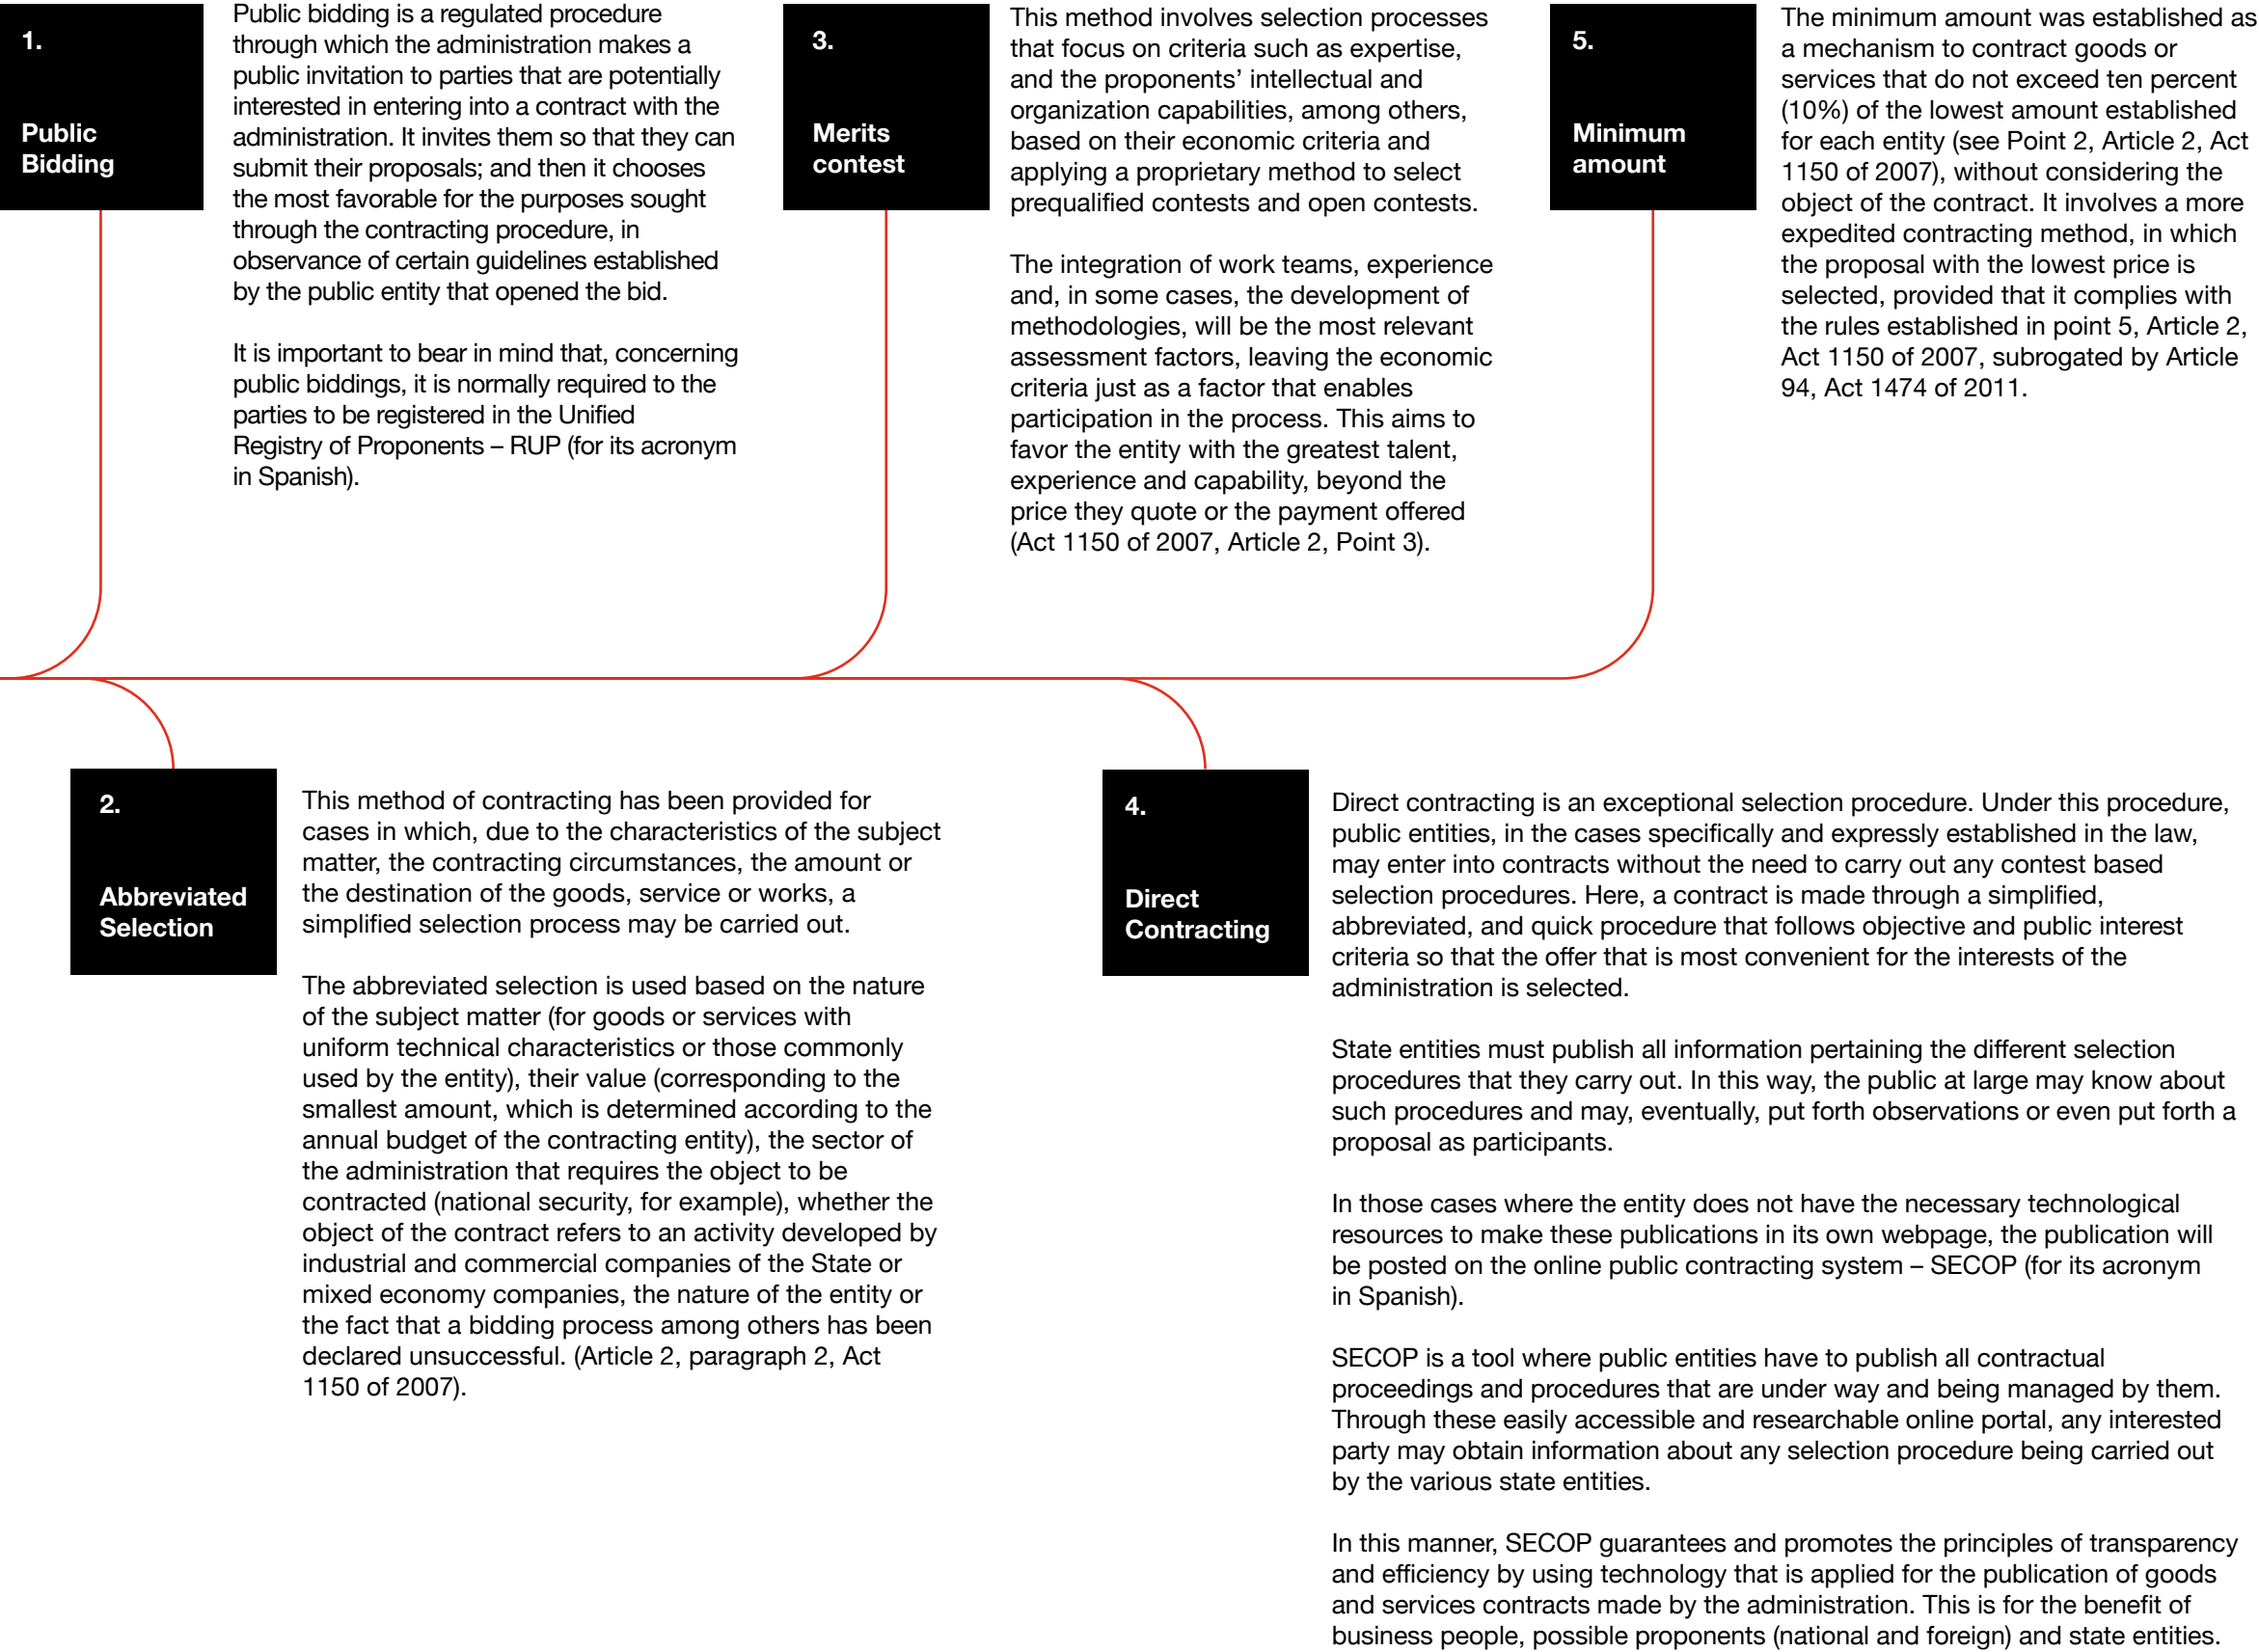 1.
Public
Bidding
Public bidding is a regulated procedure
through which the administration makes a
public invitation to parties that are potentially
interested in entering into a contract with the
administration. It invites them so that they can
submit their proposals; and then it chooses
the most favorable for the purposes sought
through the contracting procedure, in
observance of certain guidelines established
by the public entity that opened the bid.
It is important to bear in mind that, concerning
public biddings, it is normally required to the
parties to be registered in the Unified
Registry of Proponents – RUP (for its acronym
in Spanish).
2.
Abbreviated
Selection
This method of contracting has been provided for
cases in which, due to the characteristics of the subject
matter, the contracting circumstances, the amount or
the destination of the goods, service or works, a
simplified selection process may be carried out.
The abbreviated selection is used based on the nature
of the subject matter (for goods or services with
uniform technical characteristics or those commonly
used by the entity), their value (corresponding to the
smallest amount, which is determined according to the
annual budget of the contracting entity), the sector of
the administration that requires the object to be
contracted (national security, for example), whether the
object of the contract refers to an activity developed by
industrial and commercial companies of the State or
mixed economy companies, the nature of the entity or
the fact that a bidding process among others has been
declared unsuccessful. (Article 2, paragraph 2, Act
1150 of 2007).
3.
Merits
contest
This method involves selection processes
that focus on criteria such as expertise,
and the proponents’ intellectual and
organization capabilities, among others,
based on their economic criteria and
applying a proprietary method to select
prequalified contests and open contests.
The integration of work teams, experience
and, in some cases, the development of
methodologies, will be the most relevant
assessment factors, leaving the economic
criteria just as a factor that enables
participation in the process. This aims to
favor the entity with the greatest talent,
experience and capability, beyond the
price they quote or the payment offered
(Act 1150 of 2007, Article 2, Point 3).
4.
Direct
Contracting
Direct contracting is an exceptional selection procedure. Under this procedure,
public entities, in the cases specifically and expressly established in the law,
may enter into contracts without the need to carry out any contest based
selection procedures. Here, a contract is made through a simplified,
abbreviated, and quick procedure that follows objective and public interest
criteria so that the offer that is most convenient for the interests of the
administration is selected.
State entities must publish all information pertaining the different selection
procedures that they carry out. In this way, the public at large may know about
such procedures and may, eventually, put forth observations or even put forth a
proposal as participants.
In those cases where the entity does not have the necessary technological
resources to make these publications in its own webpage, the publication will
be posted on the online public contracting system – SECOP (for its acronym
in Spanish).
SECOP is a tool where public entities have to publish all contractual
proceedings and procedures that are under way and being managed by them.
Through these easily accessible and researchable online portal, any interested
party may obtain information about any selection procedure being carried out
by the various state entities.
In this manner, SECOP guarantees and promotes the principles of transparency
and efficiency by using technology that is applied for the publication of goods
and services contracts made by the administration. This is for the benefit of
business people, possible proponents (national and foreign) and state entities.
5.
Minimum
amount
The minimum amount was established as
a mechanism to contract goods or
services that do not exceed ten percent
(10%) of the lowest amount established
for each entity (see Point 2, Article 2, Act
1150 of 2007), without considering the
object of the contract. It involves a more
expedited contracting method, in which
the proposal with the lowest price is
selected, provided that it complies with
the rules established in point 5, Article 2,
Act 1150 of 2007, subrogated by Article
94, Act 1474 of 2011.